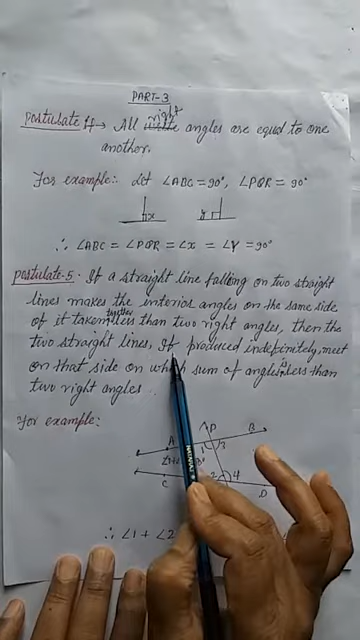 PART-3
Postulate 4 → All right angles are equal to one
another.
For example:- Let ∠ABC = 90°, ∠PQR = 90°
x y
∴ ∠ABC = ∠PQR = ∠x = ∠Y = 90°
Postulate-5. If a straight line falling on two straight
lines makes the interior angles on the same side
of it taken together less than two right angles, then the
two straight lines, If produced indefinitely, meet
on that side on which sum of angles is less than
two right angles.
For example:
P B
A 1 3
2 4
C D
∴ ∠1 + ∠2